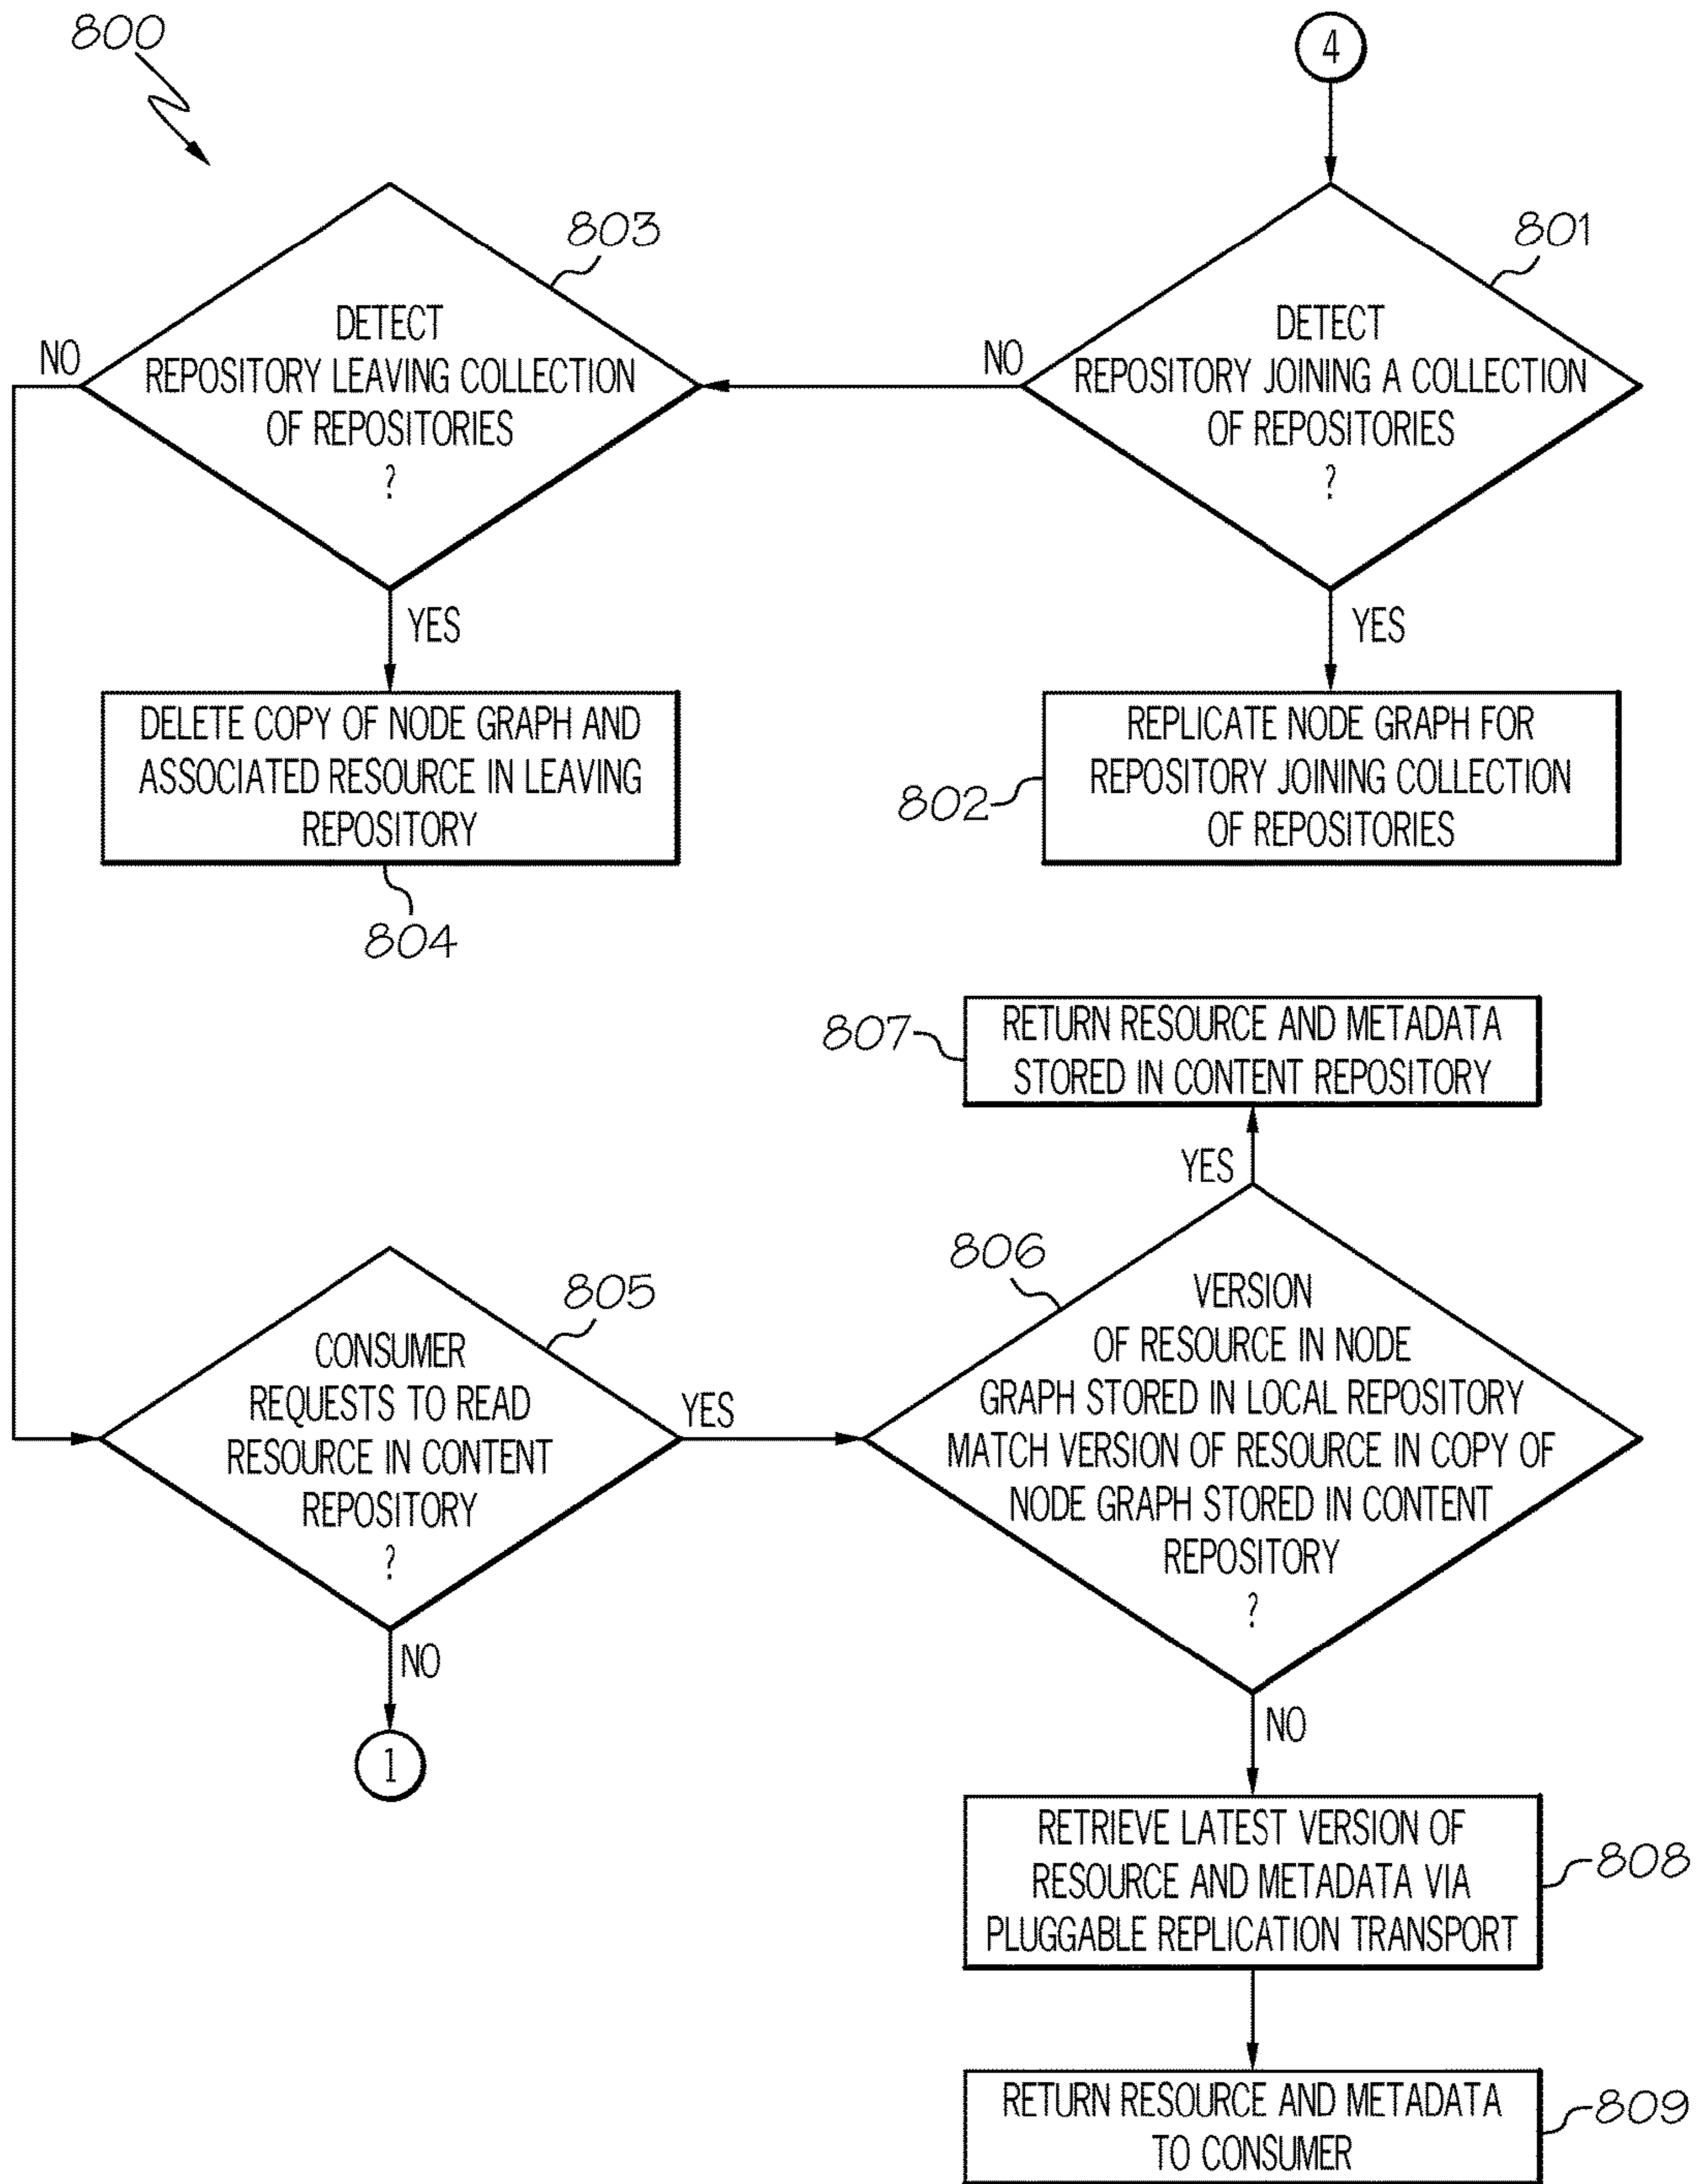 800
4
803
801
DETECT
REPOSITORY LEAVING COLLECTION
OF REPOSITORIES
?
NO
YES
DETECT
REPOSITORY JOINING A COLLECTION
OF REPOSITORIES
?
NO
YES
DELETE COPY OF NODE GRAPH AND
ASSOCIATED RESOURCE IN LEAVING
REPOSITORY
804
REPLICATE NODE GRAPH FOR
REPOSITORY JOINING COLLECTION
OF REPOSITORIES
802
807
RETURN RESOURCE AND METADATA
STORED IN CONTENT REPOSITORY
YES
805
CONSUMER
REQUESTS TO READ
RESOURCE IN CONTENT
REPOSITORY
?
YES
NO
1
806
VERSION
OF RESOURCE IN NODE
GRAPH STORED IN LOCAL REPOSITORY
MATCH VERSION OF RESOURCE IN COPY OF
NODE GRAPH STORED IN CONTENT
REPOSITORY
?
NO
RETRIEVE LATEST VERSION OF
RESOURCE AND METADATA VIA
PLUGGABLE REPLICATION TRANSPORT
808
RETURN RESOURCE AND METADATA
TO CONSUMER
809